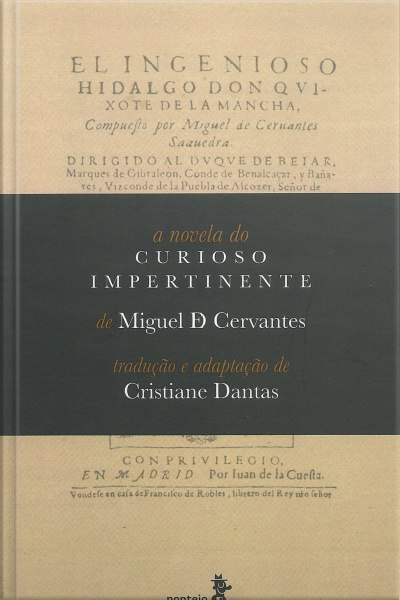 EL INGENIOSO
HIDALGO DON QVI-
XOTE DE LA MANCHA,
Compuesto por Miguel de Ceruantes
Saauedra.
DIRIGIDO AL DVQVE DE BEIAR,
Marques de Gibraleon, Conde de Benalcaçar, y Baña-
res, Vizconde de la Puebla de Alcozer, Señor de
a novela do
CURIOSO
IMPERTINENTE
de Miguel DE Cervantes
tradução e adaptação de
Cristiane Dantas
CON PRIVILEGIO,
EN MADRID Por Iuan de la Cuesta.
Vendese en casa de Francisco de Robles, librero del Rey nřo señor
ponteio